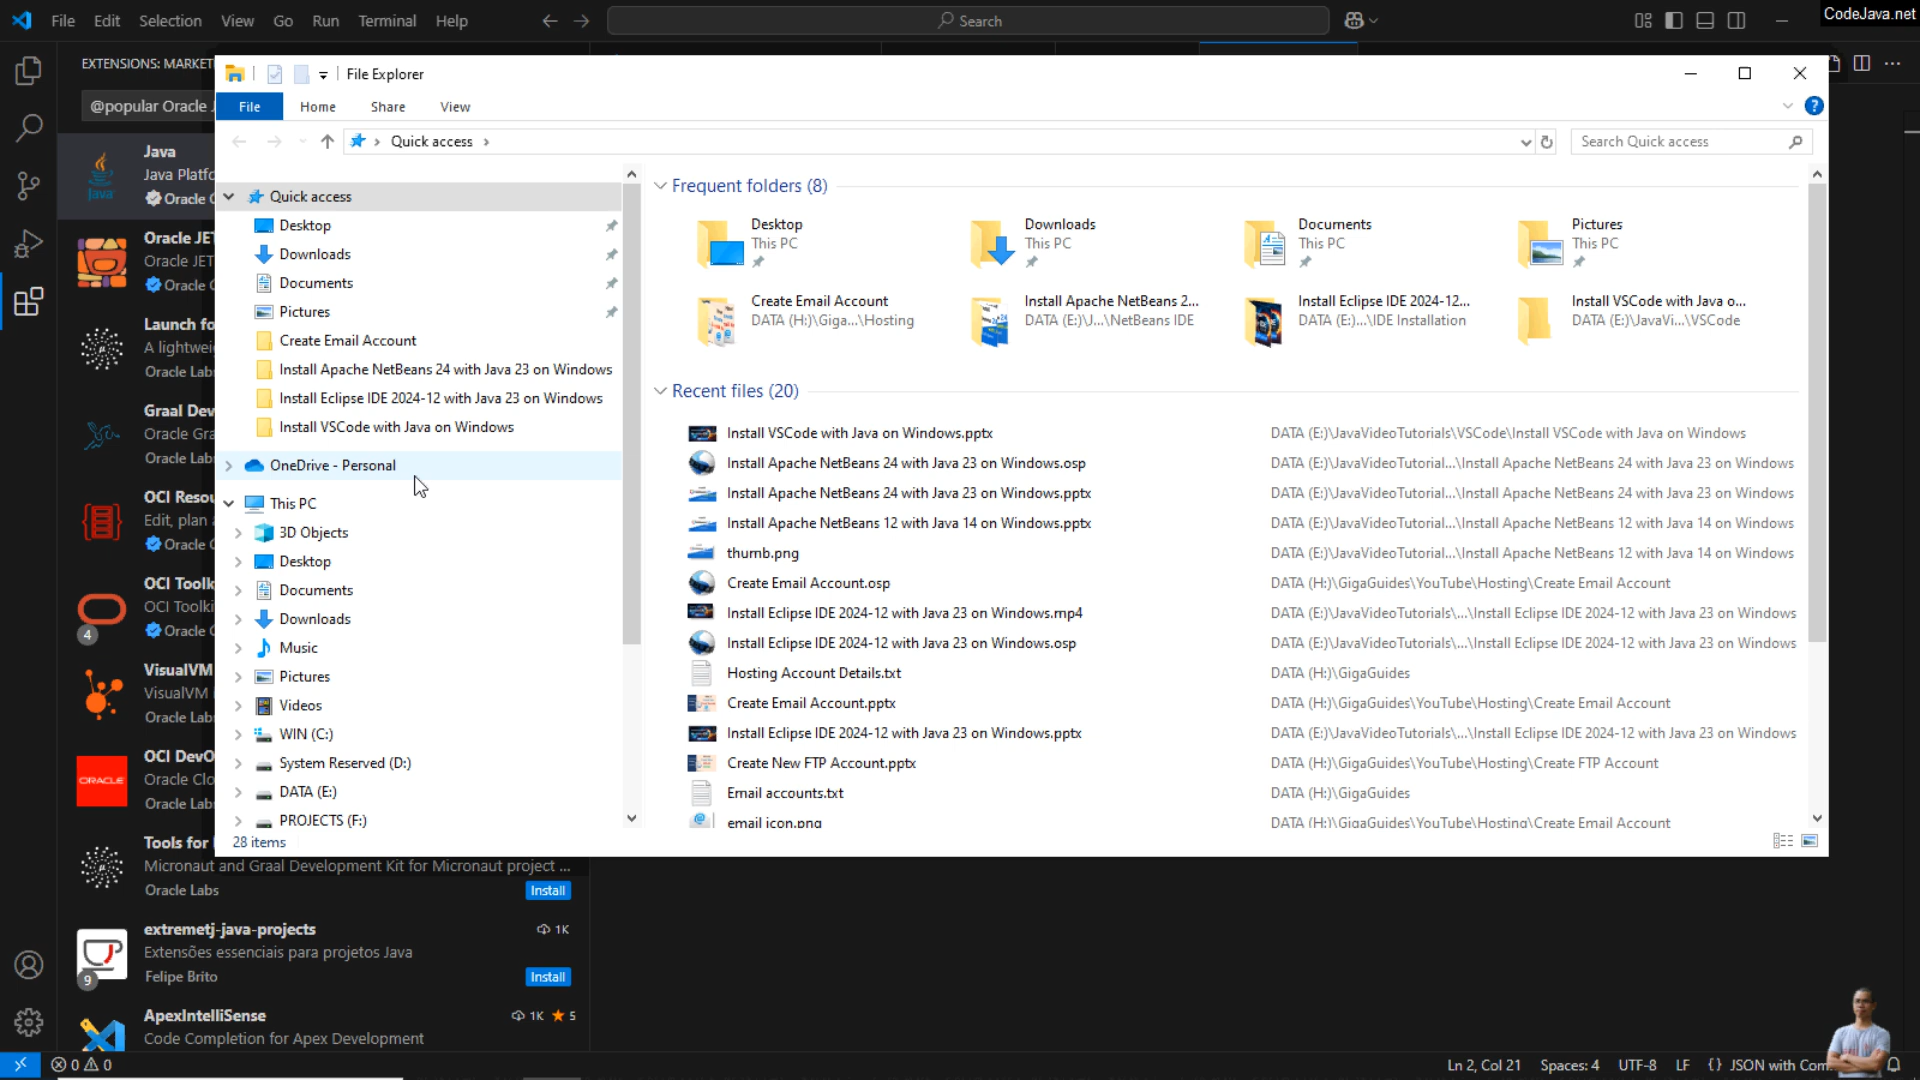 File Edit Selection View Go Run Terminal Help
Search
CodeJava.net
EXTENSIONS: MARKET
@popular Oracle J
Java
Java Platfo
Oracle
Oracle JET
Oracle JET
Oracle
Launch fo
A lightwei
Oracle Lab
Graal Dev
Oracle Gra
Oracle Lab
OCI Resou
Edit, plan a
Oracle
OCI Toolk
OCI Toolki
4
Oracle
VisualVM
VisualVM
Oracle Lab
OCI DevO
Oracle Clo
ORACLE
Oracle Lab
Tools for
Micronaut and Graal Development Kit for Micronaut project ...
Oracle Labs
Install
extremetj-java-projects
1K
Extensões essenciais para projetos Java
9
Felipe Brito
Install
ApexIntelliSense
1K 5
Code Completion for Apex Development
File Explorer
File Home Share View
Quick access
Search Quick access
Quick access
Desktop
Downloads
Documents
Pictures
Create Email Account
Install Apache NetBeans 24 with Java 23 on Windows
Install Eclipse IDE 2024-12 with Java 23 on Windows
Install VSCode with Java on Windows
OneDrive - Personal
This PC
3D Objects
Desktop
Documents
Downloads
Music
Pictures
Videos
WIN (C:)
System Reserved (D:)
DATA (E:)
PROJECTS (F:)
28 items
Frequent folders (8)
Desktop
This PC
Downloads
This PC
Documents
This PC
Pictures
This PC
Create Email Account
DATA (H:)\Giga...\Hosting
Install Apache NetBeans 2...
DATA (E:)\J...\NetBeans IDE
Install Eclipse IDE 2024-12...
DATA (E:)...\IDE Installation
Install VSCode with Java o...
DATA (E:)\JavaVi...\VSCode
Recent files (20)
Install VSCode with Java on Windows.pptx DATA (E:)\JavaVideoTutorials\VSCode\Install VSCode with Java on Windows
Install Apache NetBeans 24 with Java 23 on Windows.osp DATA (E:)\JavaVideoTutorial...\Install Apache NetBeans 24 with Java 23 on Windows
Install Apache NetBeans 24 with Java 23 on Windows.pptx DATA (E:)\JavaVideoTutorial...\Install Apache NetBeans 24 with Java 23 on Windows
Install Apache NetBeans 12 with Java 14 on Windows.pptx DATA (E:)\JavaVideoTutorial...\Install Apache NetBeans 12 with Java 14 on Windows
thumb.png DATA (E:)\JavaVideoTutorial...\Install Apache NetBeans 12 with Java 14 on Windows
Create Email Account.osp DATA (H:)\GigaGuides\YouTube\Hosting\Create Email Account
Install Eclipse IDE 2024-12 with Java 23 on Windows.mp4 DATA (E:)\JavaVideoTutorials\...\Install Eclipse IDE 2024-12 with Java 23 on Windows
Install Eclipse IDE 2024-12 with Java 23 on Windows.osp DATA (E:)\JavaVideoTutorials\...\Install Eclipse IDE 2024-12 with Java 23 on Windows
Hosting Account Details.txt DATA (H:)\GigaGuides
Create Email Account.pptx DATA (H:)\GigaGuides\YouTube\Hosting\Create Email Account
Install Eclipse IDE 2024-12 with Java 23 on Windows.pptx DATA (E:)\JavaVideoTutorials\...\Install Eclipse IDE 2024-12 with Java 23 on Windows
Create New FTP Account.pptx DATA (H:)\GigaGuides\YouTube\Hosting\Create FTP Account
Email accounts.txt DATA (H:)\GigaGuides
email icon.png DATA (H:)\GigaGuides\YouTube\Hosting\Create Email Account
0 0
Ln 2, Col 21 Spaces: 4 UTF-8 LF {} JSON with Com